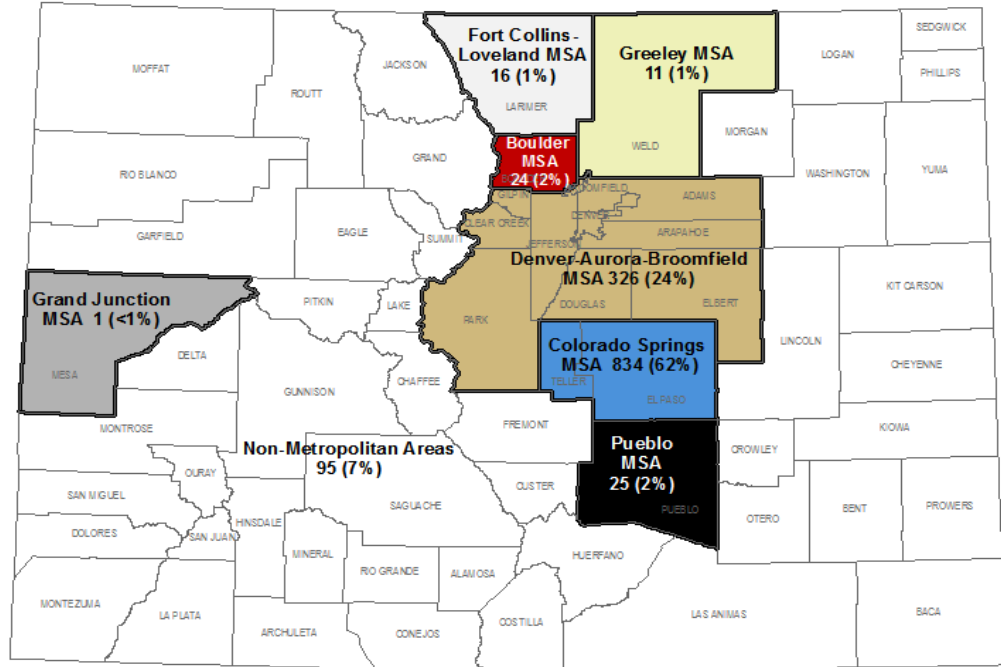 SEDGWICK
Fort Collins-
Loveland MSA
16 (1%)
Greeley MSA
11 (1%)
LOGAN
JACKSON
MOFFAT
PHILLIPS
ROUTT
LARIMER
MORGAN
Boulder
MSA
24 (2%)
WELD
GRAND
RIO BLANCO
WASHINGTON
YUMA
GILPIN
ADAMS
DENVER
CLEAR CREEK
EAGLE
SUMMIT
GARFIELD
JEFFERSON
ARAPAHOE
Denver-Aurora-Broomfield
MSA 326 (24%)
KIT CARSON
Grand Junction
MSA 1 (<1%)
PITKIN
LAKE
PARK
DOUGLAS
ELBERT
LINCOLN
Colorado Springs
MSA 834 (62%)
DELTA
MESA
CHEYENNE
TELLER
CHAFFEE
GUNNISON
EL PASO
FREMONT
MONTROSE
KIOWA
Non-Metropolitan Areas
95 (7%)
Pueblo
MSA
25 (2%)
CROWLEY
OURAY
CUSTER
SAN MIGUEL
SAGUACHE
PUEBLO
OTERO
BENT
PROWERS
DOLORES
SAN JUAN
HINSDALE
MINERAL
HUERFANO
RIO GRANDE
ALAMOSA
MONTEZUMA
LA PLATA
ARCHULETA
CONEJOS
COSTILLA
LAS ANIMAS
BACA